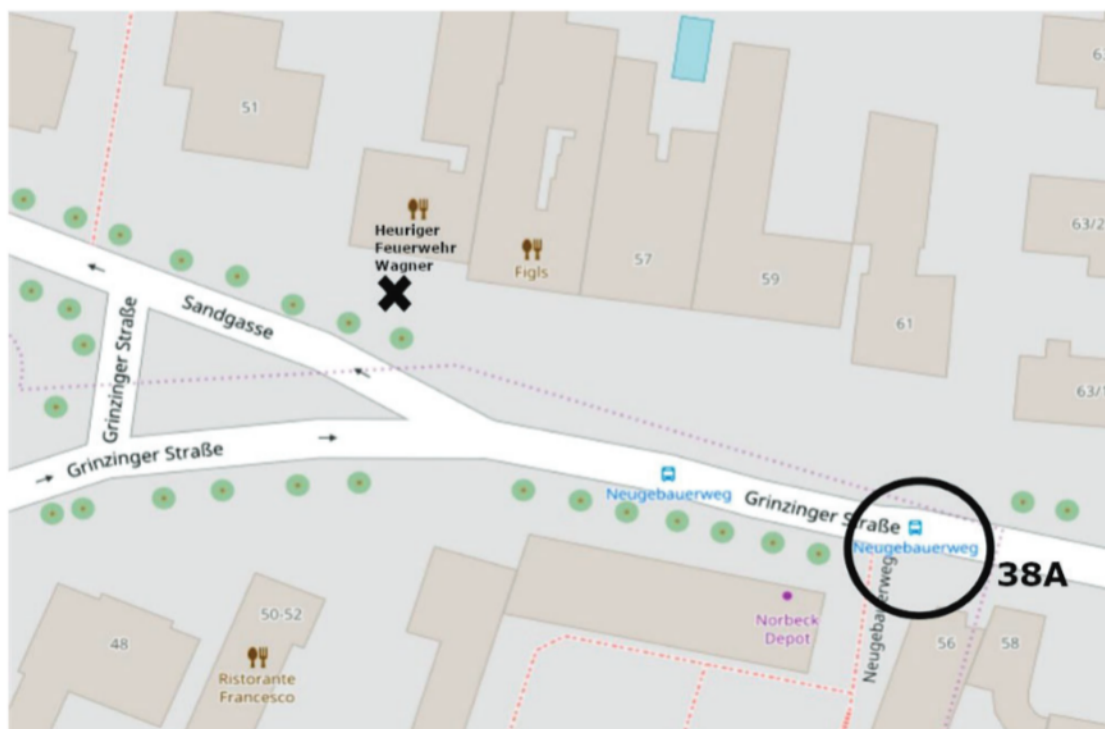 51
Heuriger
Feuerwehr
Wagner
Figls
57
59
61
63/2
63/1
Sandgasse
Grinzinger Straße
Grinzinger Straße
Neugebauerweg
Grinzinger Straße
Neugebauerweg
38A
Neugebauerweg
Norbeck
Depot
56
58
48
50-52
Ristorante
Francesco